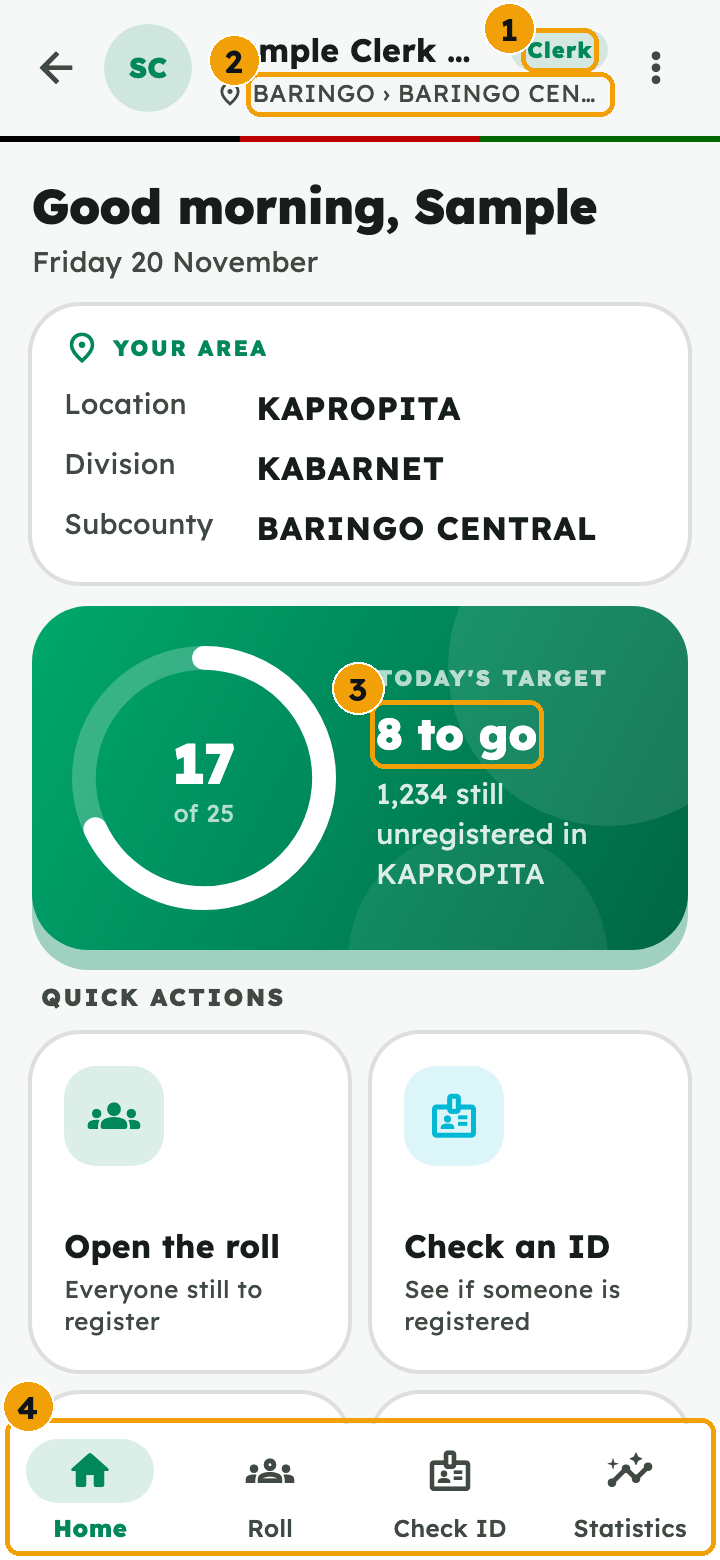 SC
2
mple Clerk ...
1
Clerk
BARINGO › BARINGO CEN...
Good morning, Sample
Friday 20 November
YOUR AREA
Location KAPROPITA
Division KABARNET
Subcounty BARINGO CENTRAL
3
TODAY'S TARGET
8 to go
17
of 25
1,234 still
unregistered in
KAPROPITA
QUICK ACTIONS
Open the roll
Everyone still to
register
Check an ID
See if someone is
registered
4
Home Roll Check ID Statistics